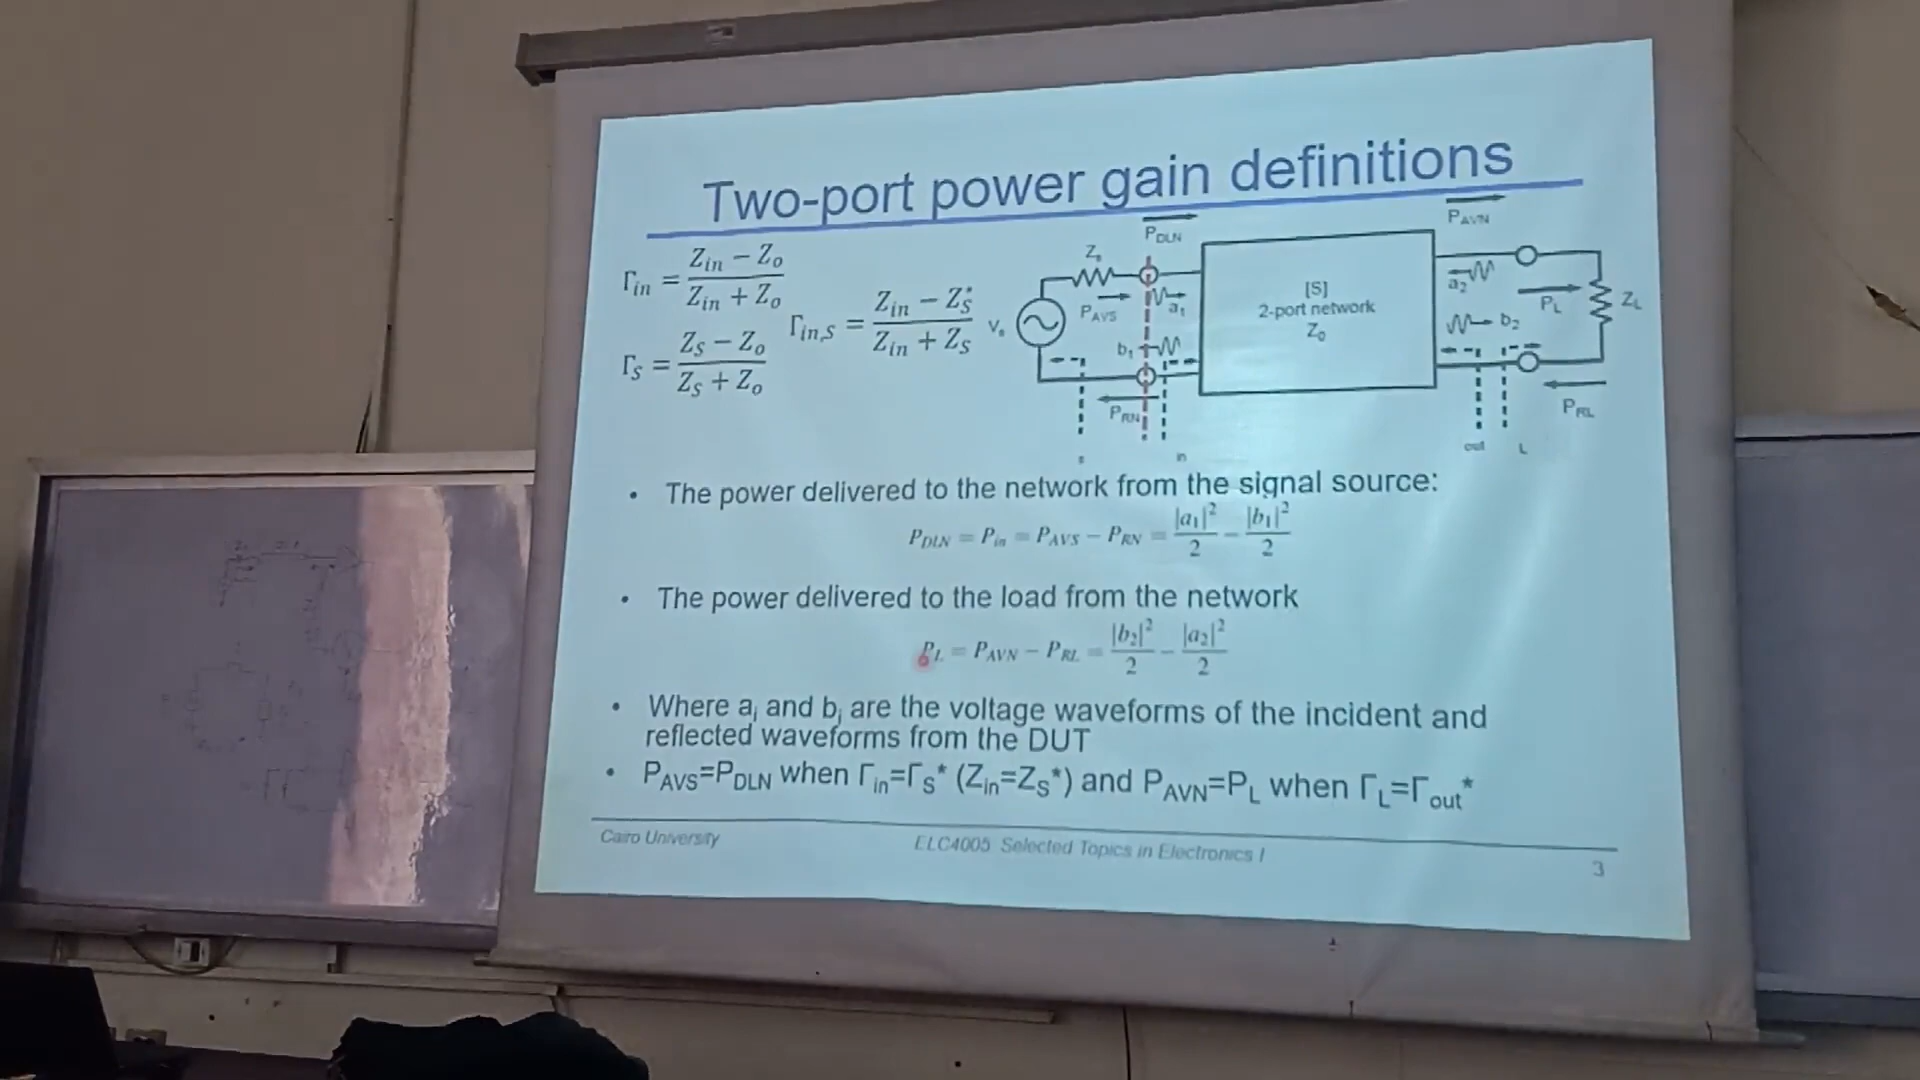 Two-port power gain definitions
Γin = (Zin − Zo) / (Zin + Zo)
ΓS = (ZS − Zo) / (ZS + Zo)
Γin,S = (Zin − ZS*) / (Zin + ZS)
PDLN
PAVN
Zs
PAVS
a1
Vs
b1
PRN
s
in
[S]
2-port network
Zo
a2
PL
ZL
b2
PRL
out
L
• The power delivered to the network from the signal source:
PDLN = Pin = PAVS − PRN = |a1|²/2 − |b1|²/2
• The power delivered to the load from the network
PL = PAVN − PRL = |b2|²/2 − |a2|²/2
• Where ai and bi are the voltage waveforms of the incident and
reflected waveforms from the DUT
• PAVS=PDLN when Γin=ΓS* (Zin=ZS*) and PAVN=PL when ΓL=Γout*
Cairo University
ELC4005 Selected Topics in Electronics I
3